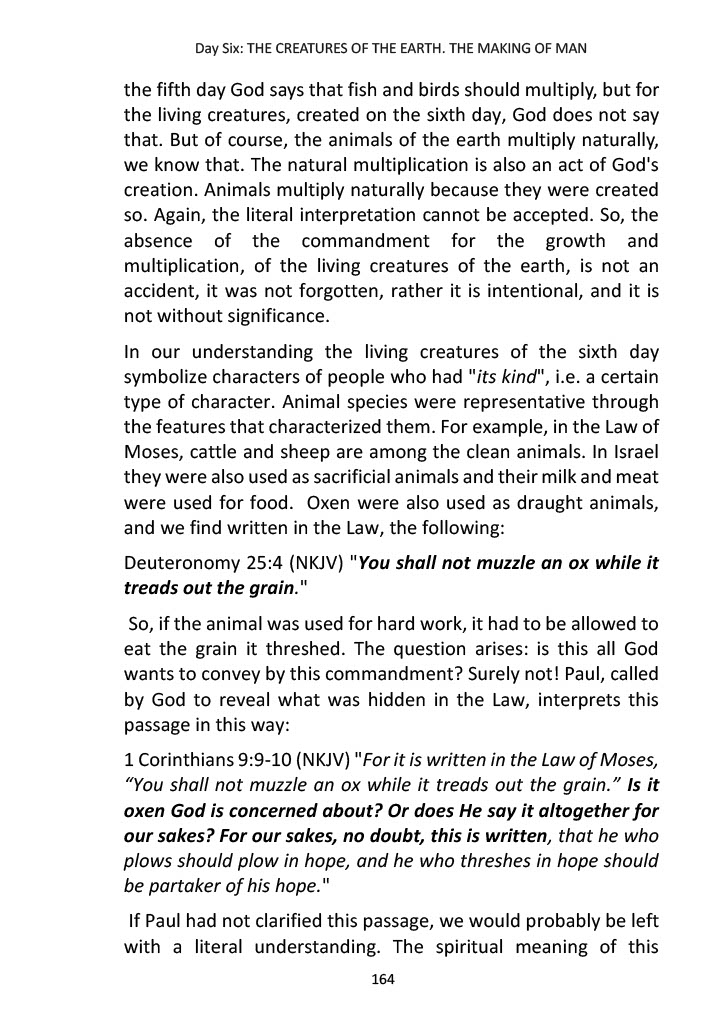 Day Six: THE CREATURES OF THE EARTH. THE MAKING OF MAN
the fifth day God says that fish and birds should multiply, but for
the living creatures, created on the sixth day, God does not say
that. But of course, the animals of the earth multiply naturally,
we know that. The natural multiplication is also an act of God's
creation. Animals multiply naturally because they were created
so. Again, the literal interpretation cannot be accepted. So, the
absence of the commandment for the growth and
multiplication, of the living creatures of the earth, is not an
accident, it was not forgotten, rather it is intentional, and it is
not without significance.
In our understanding the living creatures of the sixth day
symbolize characters of people who had "its kind", i.e. a certain
type of character. Animal species were representative through
the features that characterized them. For example, in the Law of
Moses, cattle and sheep are among the clean animals. In Israel
they were also used as sacrificial animals and their milk and meat
were used for food.  Oxen were also used as draught animals,
and we find written in the Law, the following:
Deuteronomy 25:4 (NKJV) "You shall not muzzle an ox while it
treads out the grain."
So, if the animal was used for hard work, it had to be allowed to
eat the grain it threshed. The question arises: is this all God
wants to convey by this commandment? Surely not! Paul, called
by God to reveal what was hidden in the Law, interprets this
passage in this way:
1 Corinthians 9:9-10 (NKJV) "For it is written in the Law of Moses,
“You shall not muzzle an ox while it treads out the grain.” Is it
oxen God is concerned about? Or does He say it altogether for
our sakes? For our sakes, no doubt, this is written, that he who
plows should plow in hope, and he who threshes in hope should
be partaker of his hope."
If Paul had not clarified this passage, we would probably be left
with a literal understanding. The spiritual meaning of this
164